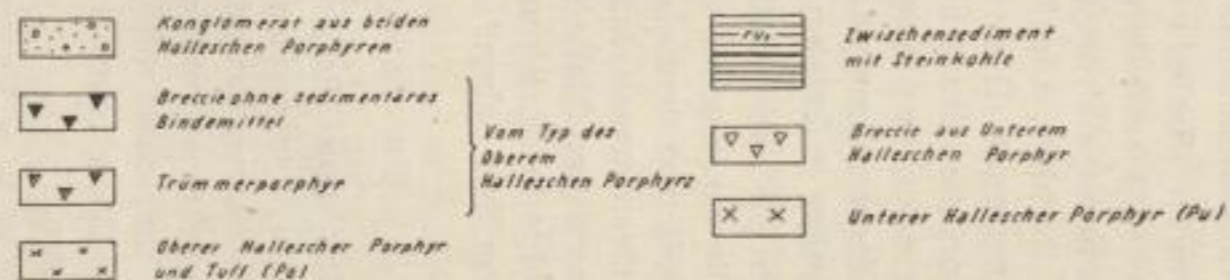 Konglomerat aus beiden
Halleschen Porphyren
Breccie ohne sedimentäres
Bindemittel
Trümmerporphyr
Oberer Hallescher Porphyr
und Tuff (Po)
Vom Typ des
Oberem
Halleschen Porphyrs
Zwischensediment
mit Steinkohle
Breccie aus Unterem
Halleschen Porphyr
Unterer Hallescher Porphyr (Pu)